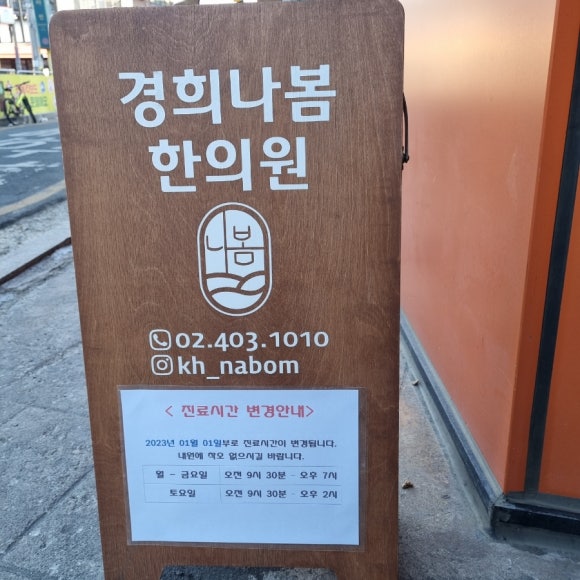 경희나봄
한의원
나봄
02.403.1010
kh_nabom
< 진료시간 변경안내>
2023년 01월 01일부로 진료시간이 변경됩니다.
내원에 착오 없으시길 바랍니다.
월 - 금요일 오전 9시 30분 - 오후 7시
토요일 오전 9시 30분 - 오후 2시